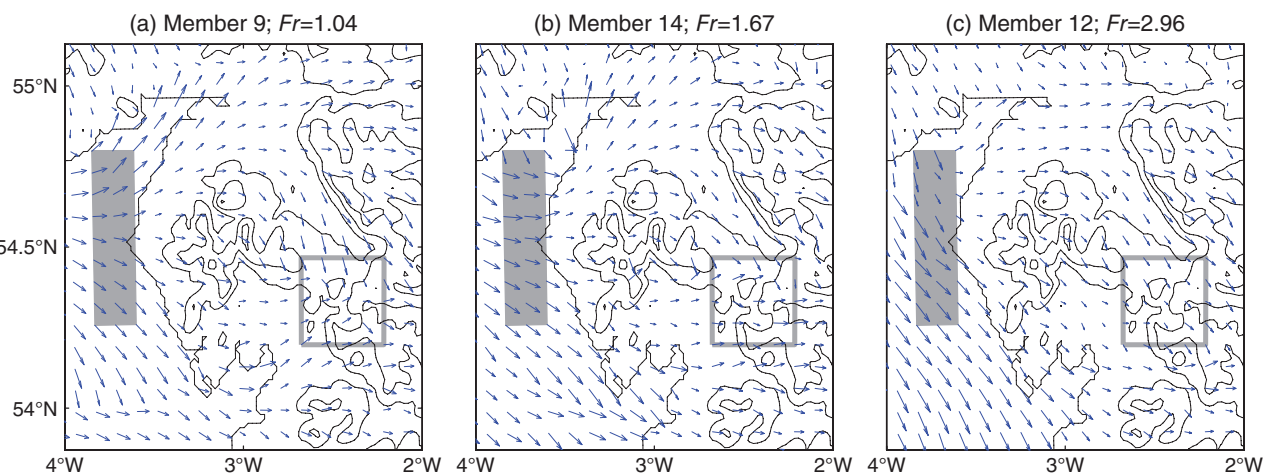 (a) Member 9; Fr=1.04
(b) Member 14; Fr=1.67
(c) Member 12; Fr=2.96
55°N
54.5°N
54°N
4°W 3°W 2°W
4°W 3°W 2°W
4°W 3°W 2°W